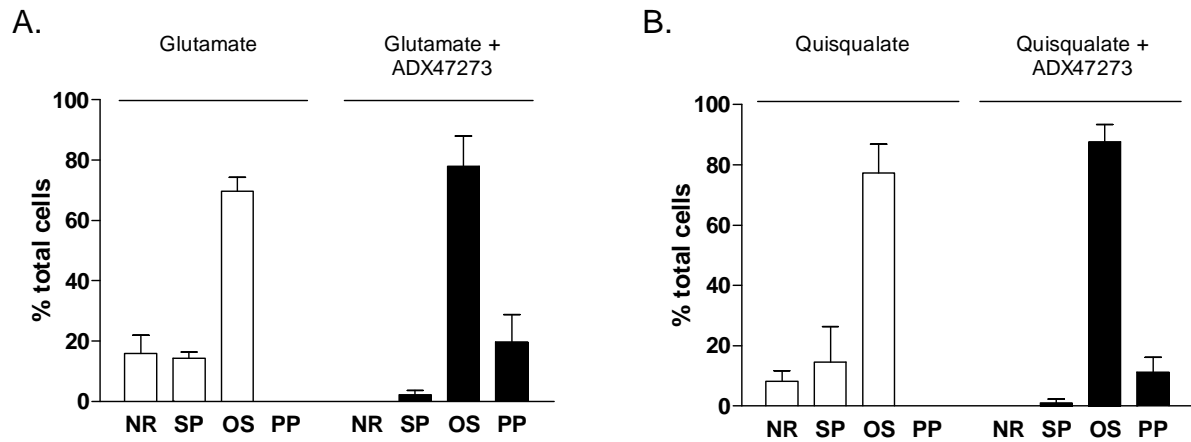 A.
Glutamate
Glutamate +
ADX47273
% total cells
100
80
60
40
20
0
NR SP OS PP
NR SP OS PP
B.
Quisqualate
Quisqualate +
ADX47273
% total cells
100
80
60
40
20
0
NR SP OS PP
NR SP OS PP